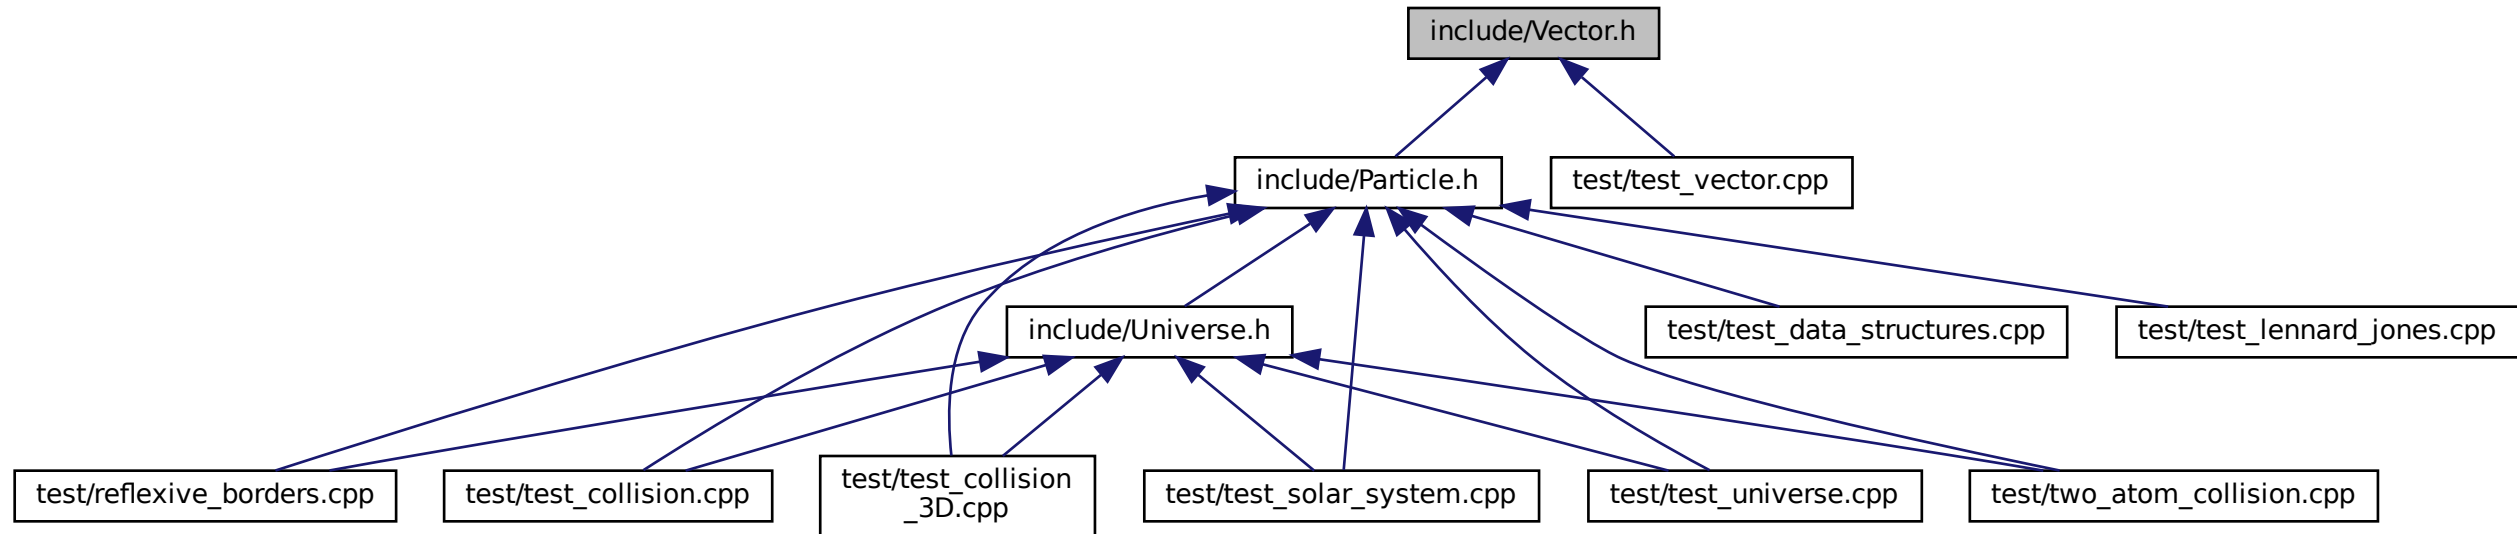 include/Vector.h
include/Particle.h
test/test_vector.cpp
include/Universe.h
test/test_data_structures.cpp
test/test_lennard_jones.cpp
test/reflexive_borders.cpp
test/test_collision.cpp
test/test_collision
_3D.cpp
test/test_solar_system.cpp
test/test_universe.cpp
test/two_atom_collision.cpp